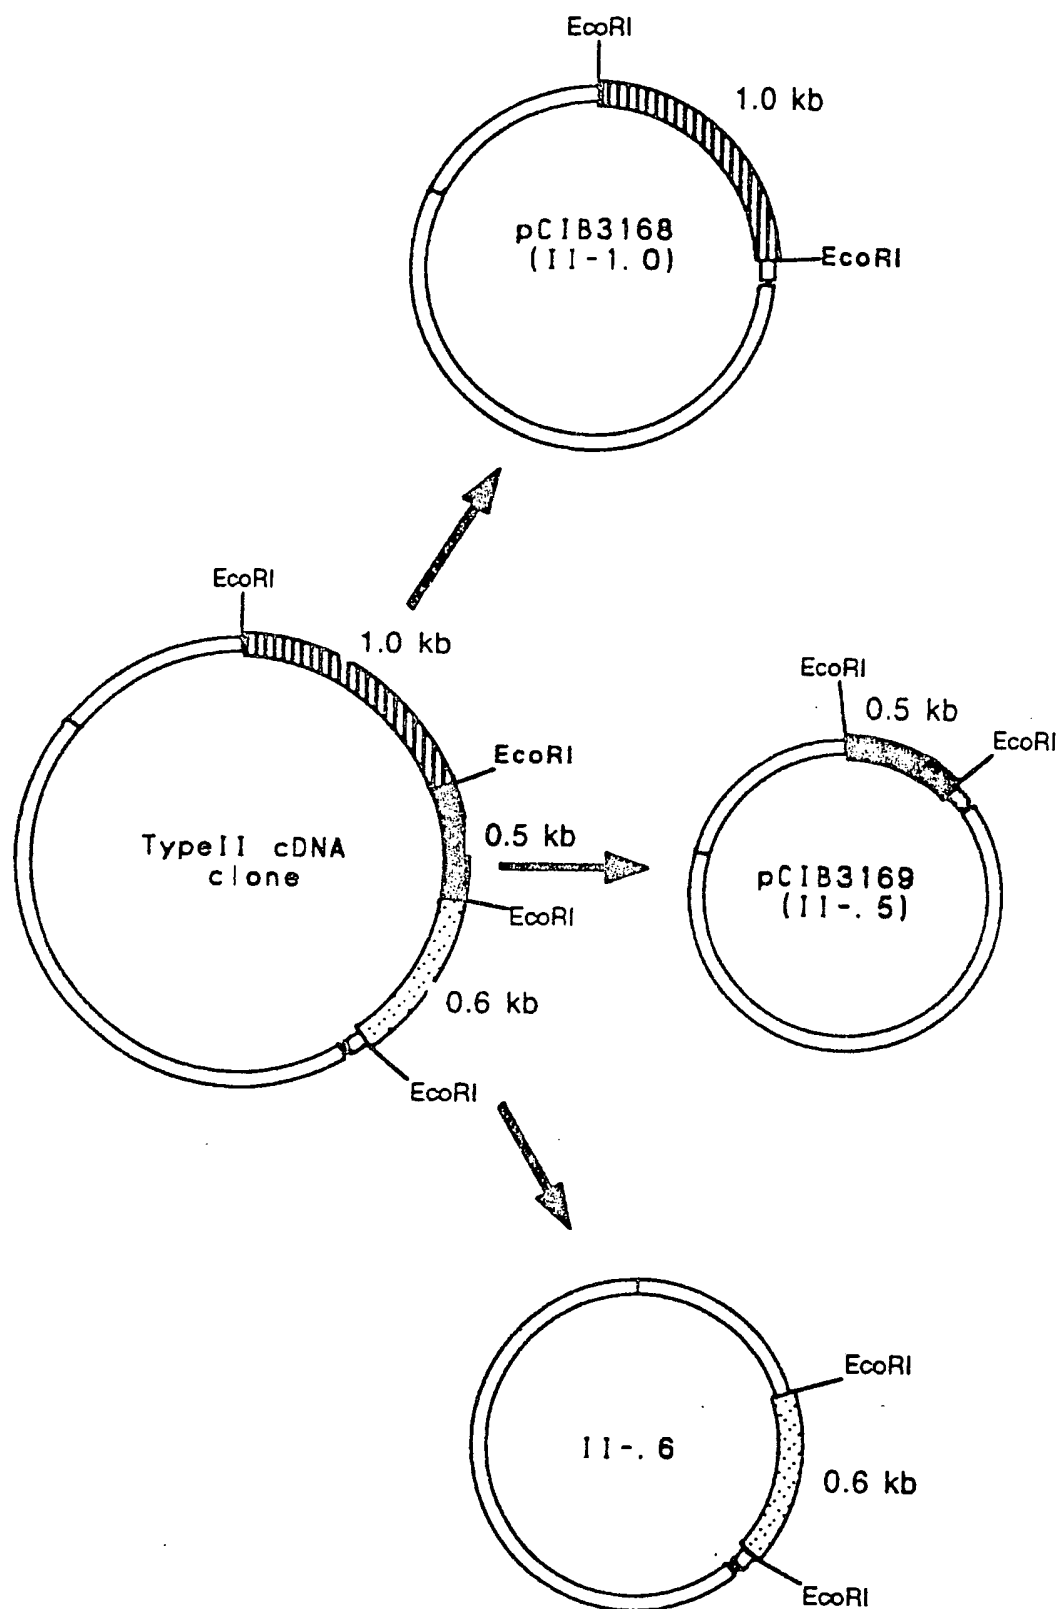 EcoRI
1.0 kb
pCIB3168
(II-1.0)
EcoRI
EcoRI
1.0 kb
EcoRI
0.5 kb
EcoRI
EcoRI
0.5 kb
TypeII cDNA
clone
pCIB3169
(II-.5)
EcoRI
0.6 kb
EcoRI
EcoRI
II-.6
0.6 kb
EcoRI